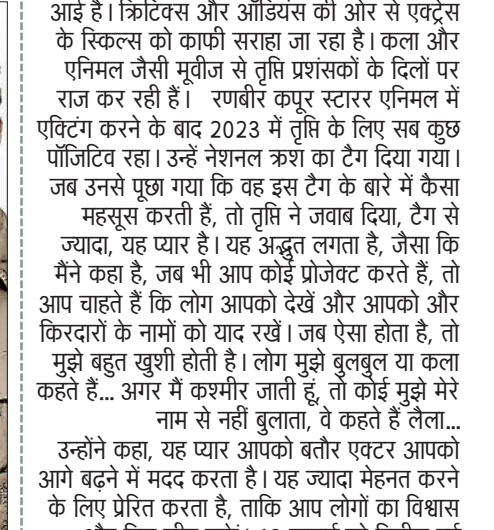 आई है। क्रिटिक्स और ऑडियंस की ओर से एक्ट्रेस
के स्किल्स को काफी सराहा जा रहा है। कला और
एनिमल जैसी मूवीज से तृप्ति प्रशंसकों के दिलों पर
राज कर रही हैं। रणबीर कपूर स्टारर एनिमल में
एक्टिंग करने के बाद 2023 में तृप्ति के लिए सब कुछ
पॉजिटिव रहा। उन्हें नेशनल क्रश का टैग दिया गया।
जब उनसे पूछा गया कि वह इस टैग के बारे में कैसा
महसूस करती हैं, तो तृप्ति ने जवाब दिया, टैग से
ज्यादा, यह प्यार है। यह अद्भुत लगता है, जैसा कि
मैंने कहा है, जब भी आप कोई प्रोजेक्ट करते हैं, तो
आप चाहते हैं कि लोग आपको देखें और आपको और
किरदारों के नामों को याद रखें। जब ऐसा होता है, तो
मुझे बहुत खुशी होती है। लोग मुझे बुलबुल या कला
कहते हैं... अगर मैं कश्मीर जाती हूं, तो कोई मुझे मेरे
नाम से नहीं बुलाता, वे कहते हैं लैला...
उन्होंने कहा, यह प्यार आपको बतौर एक्टर आपको
आगे बढ़ने में मदद करता है। यह ज्यादा मेहनत करने
के लिए प्रेरित करता है, ताकि आप लोगों का विश्वास